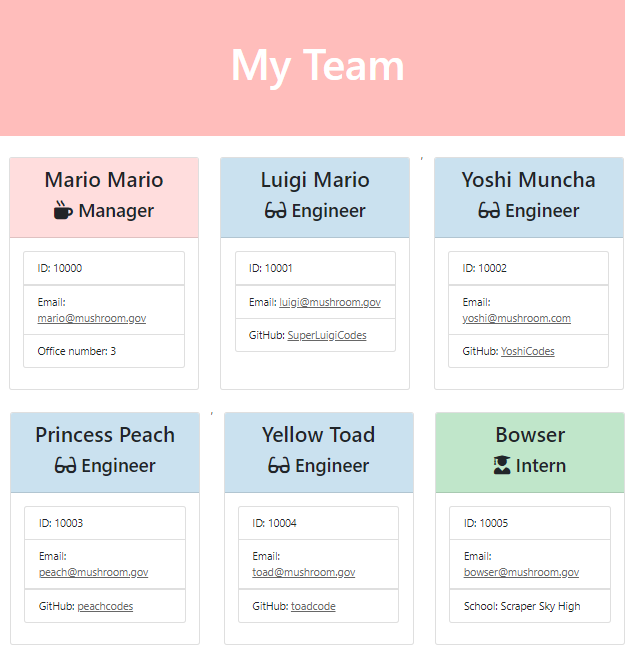 My Team
Mario Mario
Manager
ID: 10000
Email:
mario@mushroom.gov
Office number: 3
Luigi Mario
Engineer
ID: 10001
Email: luigi@mushroom.gov
GitHub: SuperLuigiCodes
,
Yoshi Muncha
Engineer
ID: 10002
Email:
yoshi@mushroom.com
GitHub: YoshiCodes
Princess Peach
Engineer
ID: 10003
Email:
peach@mushroom.gov
GitHub: peachcodes
,
Yellow Toad
Engineer
ID: 10004
Email:
toad@mushroom.gov
GitHub: toadcode
Bowser
Intern
ID: 10005
Email:
bowser@mushroom.gov
School: Scraper Sky High